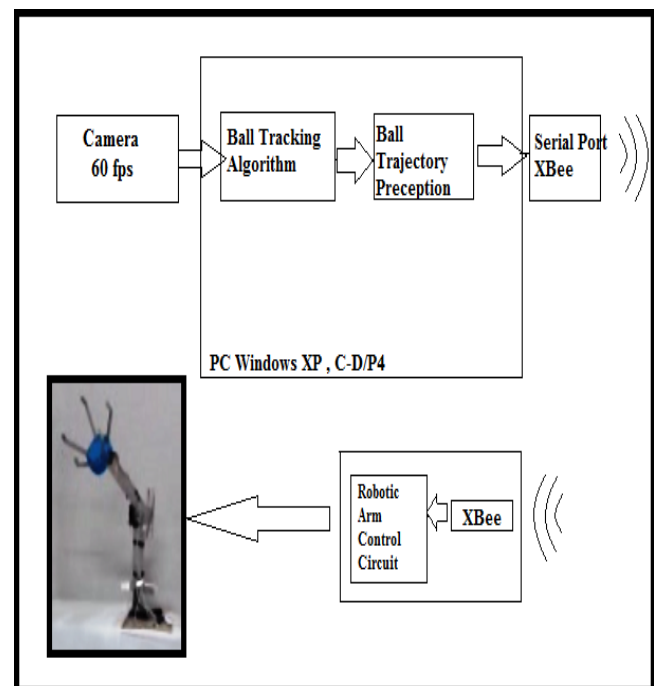 Camera
60 fps
Ball Tracking
Algorithm
Ball
Trajectory
Preception
Serial Port
XBee
PC Windows XP , C-D/P4
Robotic
Arm
Control
Circuit
XBee